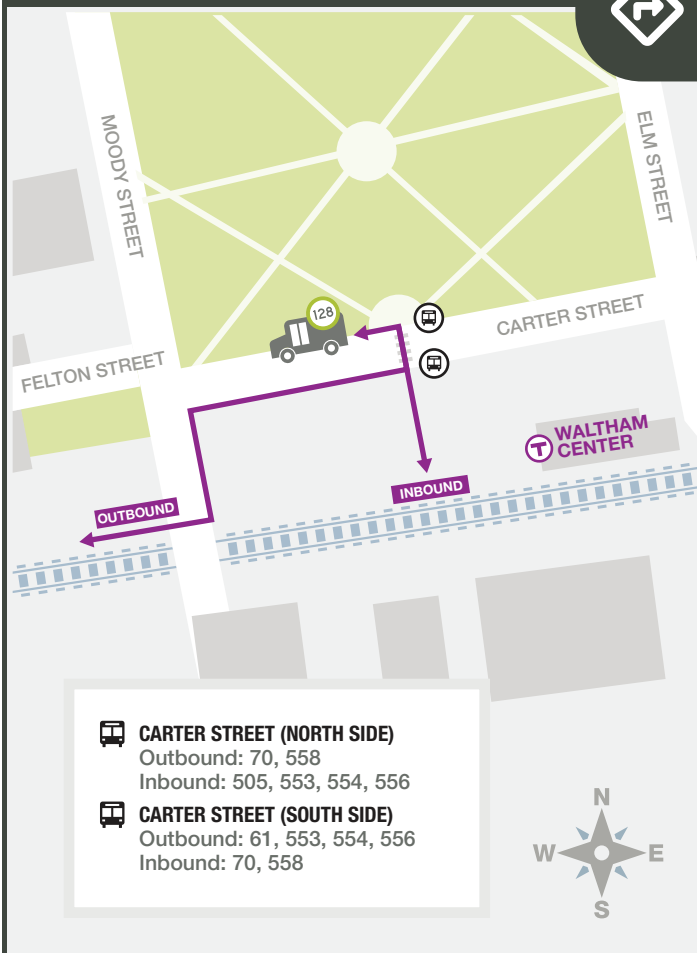 MOODY STREET
ELM STREET
128
CARTER STREET
FELTON STREET
T WALTHAM
CENTER
INBOUND
OUTBOUND
CARTER STREET (NORTH SIDE)
Outbound: 70, 558
Inbound: 505, 553, 554, 556
CARTER STREET (SOUTH SIDE)
Outbound: 61, 553, 554, 556
Inbound: 70, 558
N
W E
S